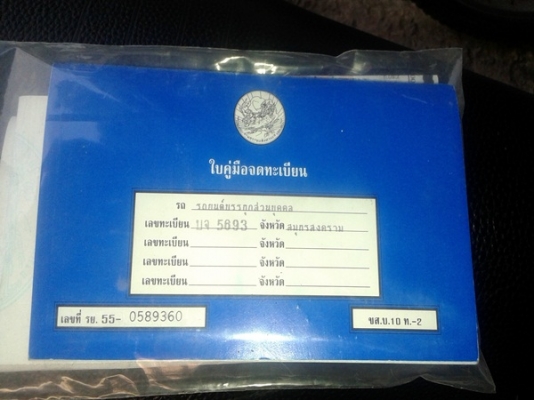 ใบคู่มือจดทะเบียน
รถ รถยนต์บรรทุกส่วนบุคคล
เลขทะเบียน บจ 5893 จังหวัด สมุทรสงคราม
เลขทะเบียน จังหวัด
เลขทะเบียน จังหวัด
เลขทะเบียน จังหวัด
เลขที่ รย. 55- 0589360
ขส.บ.10 ท.-2